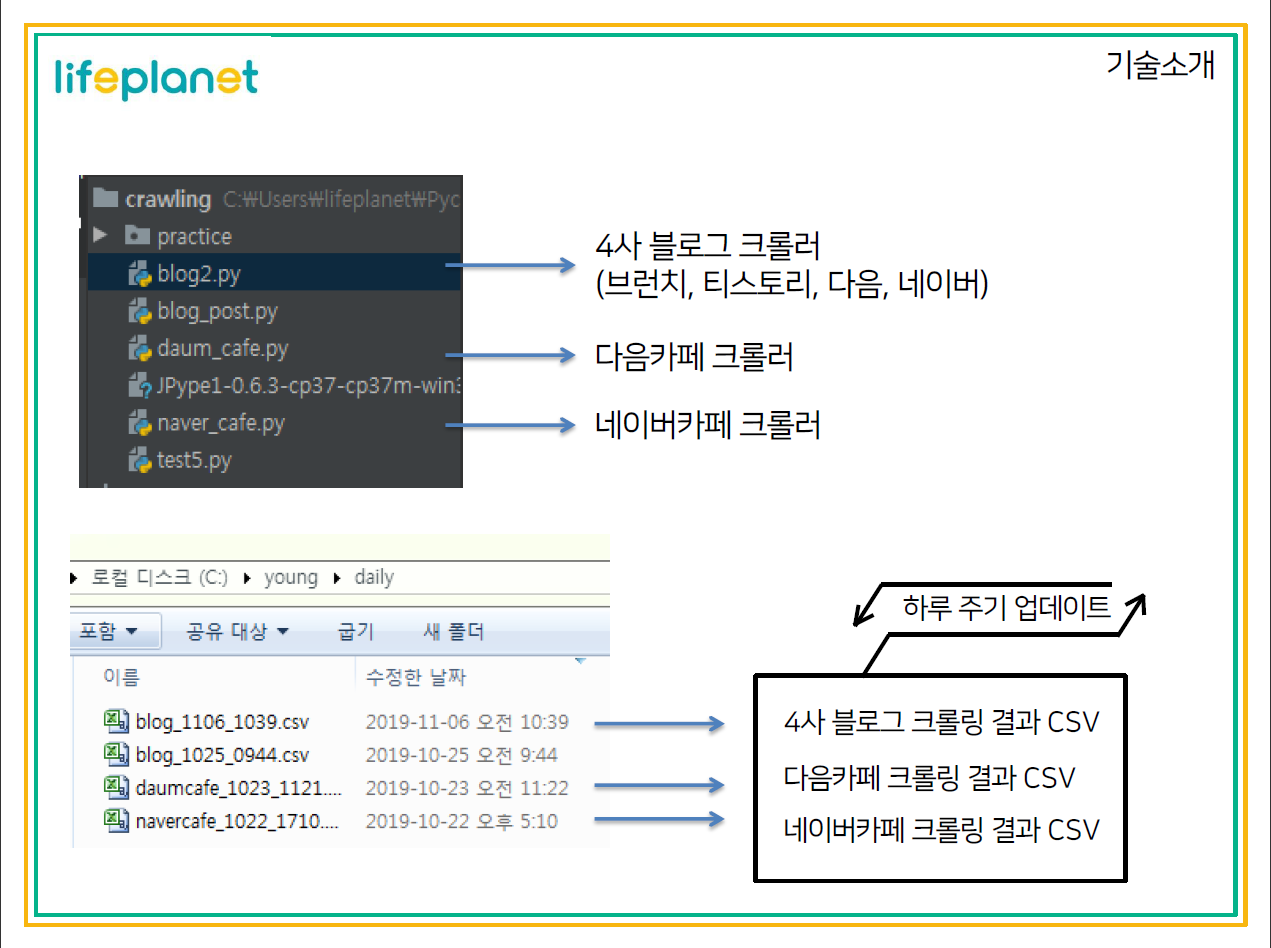 lifeplanet
기술소개
crawling C:₩Users₩lifeplanet₩Pyc
practice
blog2.py
blog_post.py
daum_cafe.py
JPype1-0.6.3-cp37-cp37m-win3
naver_cafe.py
test5.py
4사 블로그 크롤러
(브런치, 티스토리, 다음, 네이버)
다음카페 크롤러
네이버카페 크롤러
로컬 디스크 (C:) young daily
포함 공유 대상 굽기 새 폴더
이름 수정한 날짜
blog_1106_1039.csv 2019-11-06 오전 10:39
blog_1025_0944.csv 2019-10-25 오전 9:44
daumcafe_1023_1121.... 2019-10-23 오전 11:22
navercafe_1022_1710.... 2019-10-22 오후 5:10
하루 주기 업데이트
4사 블로그 크롤링 결과 CSV
다음카페 크롤링 결과 CSV
네이버카페 크롤링 결과 CSV